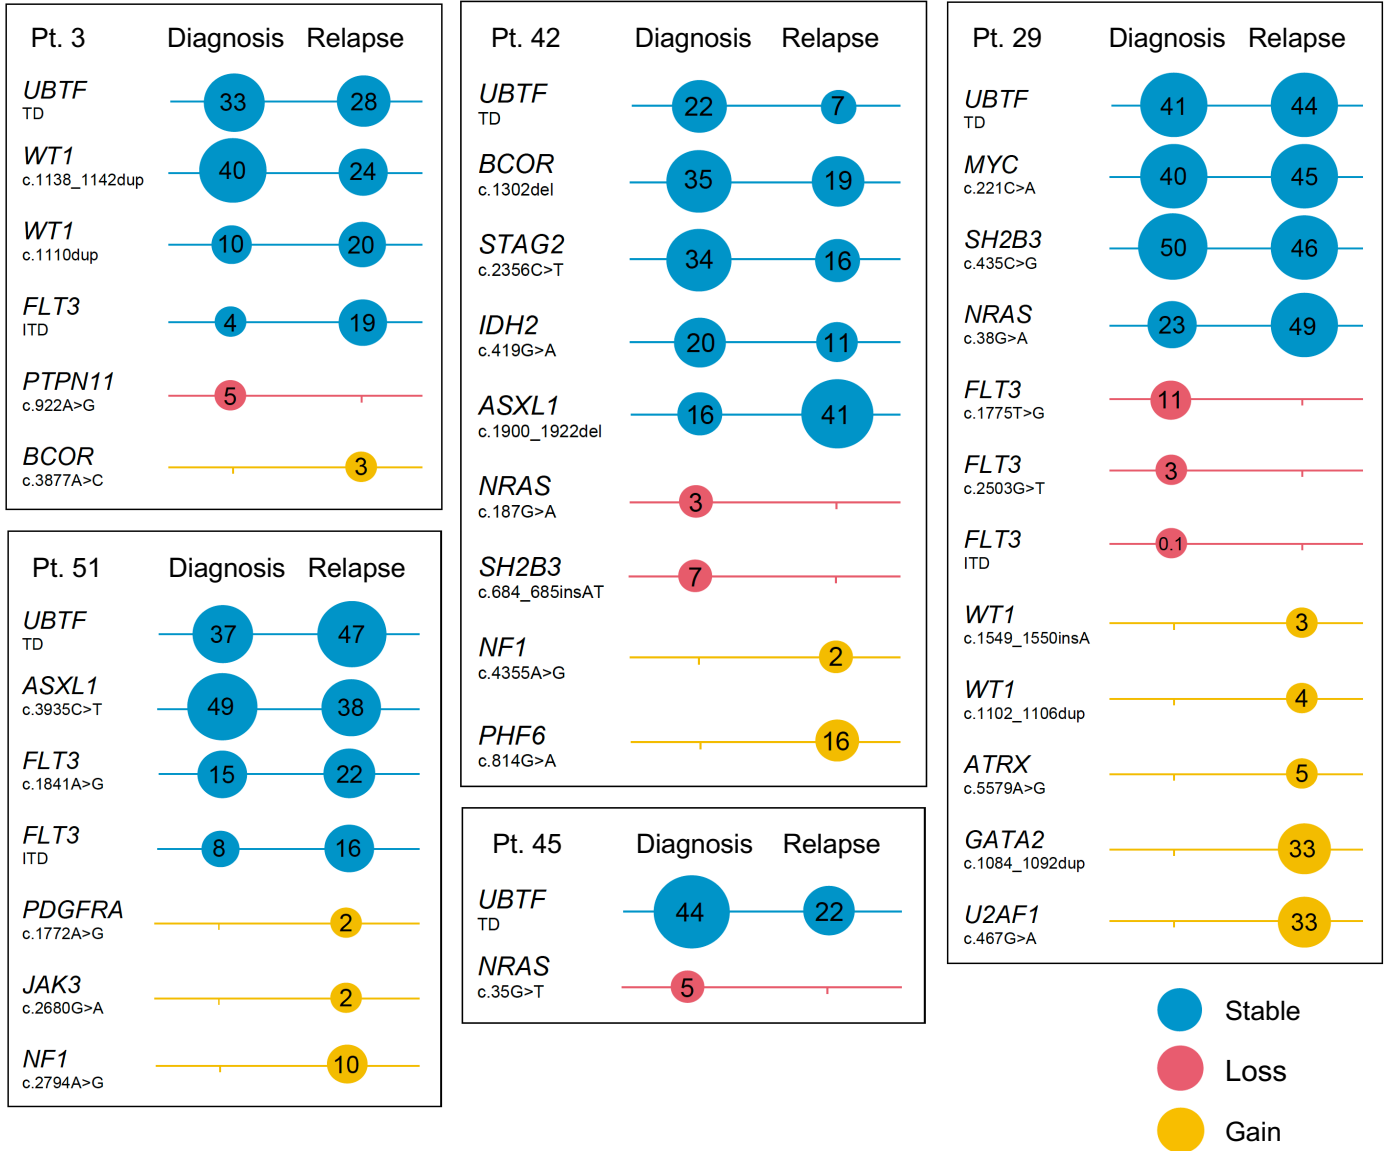 Pt. 3 Diagnosis Relapse
UBTF
TD
33 28
WT1
c.1138_1142dup
40 24
WT1
c.1110dup
10 20
FLT3
ITD
4 19
PTPN11
c.922A>G
5
BCOR
c.3877A>C
3
Pt. 51 Diagnosis Relapse
UBTF
TD
37 47
ASXL1
c.3935C>T
49 38
FLT3
c.1841A>G
15 22
FLT3
ITD
8 16
PDGFRA
c.1772A>G
2
JAK3
c.2680G>A
2
NF1
c.2794A>G
10
Pt. 42 Diagnosis Relapse
UBTF
TD
22 7
BCOR
c.1302del
35 19
STAG2
c.2356C>T
34 16
IDH2
c.419G>A
20 11
ASXL1
c.1900_1922del
16 41
NRAS
c.187G>A
3
SH2B3
c.684_685insAT
7
NF1
c.4355A>G
2
PHF6
c.814G>A
16
Pt. 45 Diagnosis Relapse
UBTF
TD
44 22
NRAS
c.35G>T
5
Pt. 29 Diagnosis Relapse
UBTF
TD
41 44
MYC
c.221C>A
40 45
SH2B3
c.435C>G
50 46
NRAS
c.38G>A
23 49
FLT3
c.1775T>G
11
FLT3
c.2503G>T
3
FLT3
ITD
0.1
WT1
c.1549_1550insA
3
WT1
c.1102_1106dup
4
ATRX
c.5579A>G
5
GATA2
c.1084_1092dup
33
U2AF1
c.467G>A
33
Stable
Loss
Gain